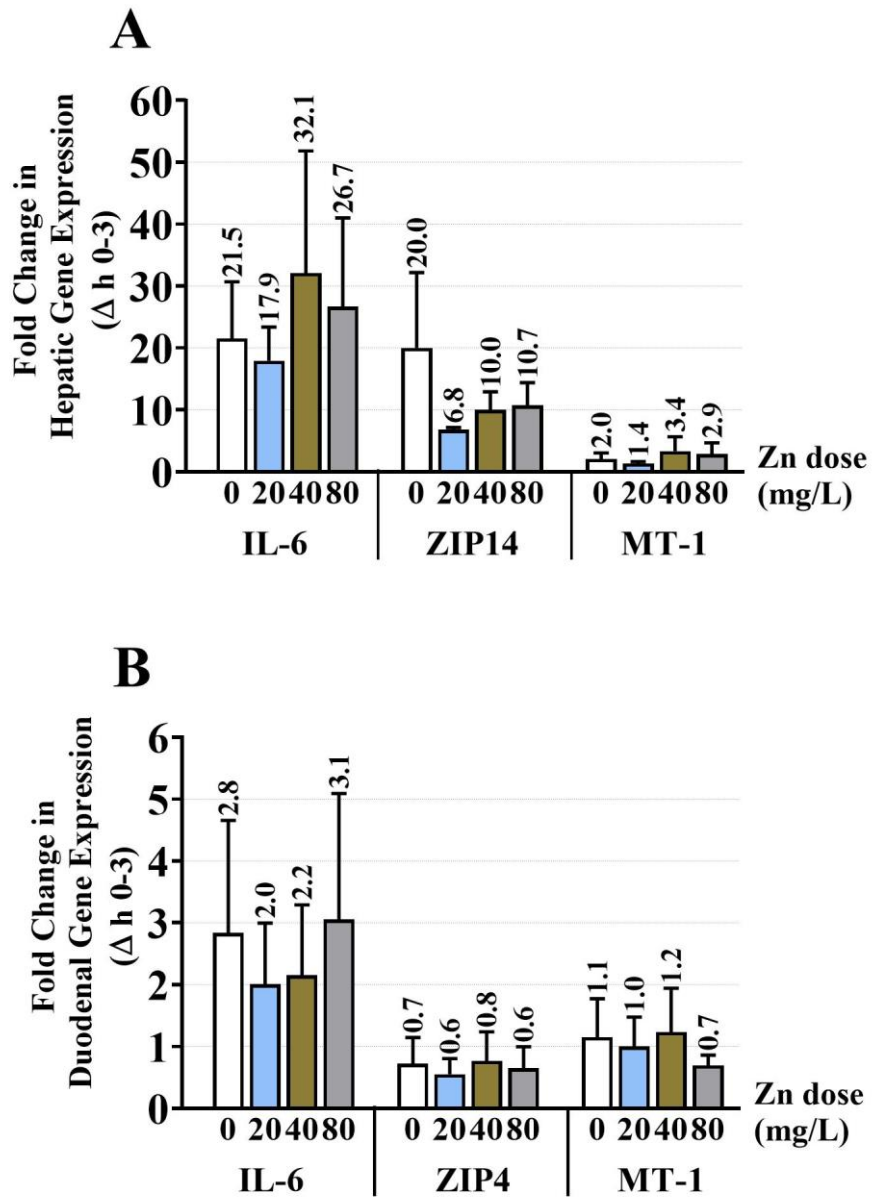 A
Fold Change in
Hepatic Gene Expression
(Δ h 0-3)
60
50
40
30
20
10
0
21.5
17.9
32.1
26.7
20.0
6.8
10.0
10.7
2.0
1.4
3.4
2.9
0 20 40 80 0 20 40 80 0 20 40 80
Zn dose
(mg/L)
IL-6 ZIP14 MT-1
B
Fold Change in
Duodenal Gene Expression
(Δ h 0-3)
6
5
4
3
2
1
0
2.8
2.0
2.2
3.1
0.7
0.6
0.8
0.6
1.1
1.0
1.2
0.7
0 20 40 80 0 20 40 80 0 20 40 80
Zn dose
(mg/L)
IL-6 ZIP4 MT-1